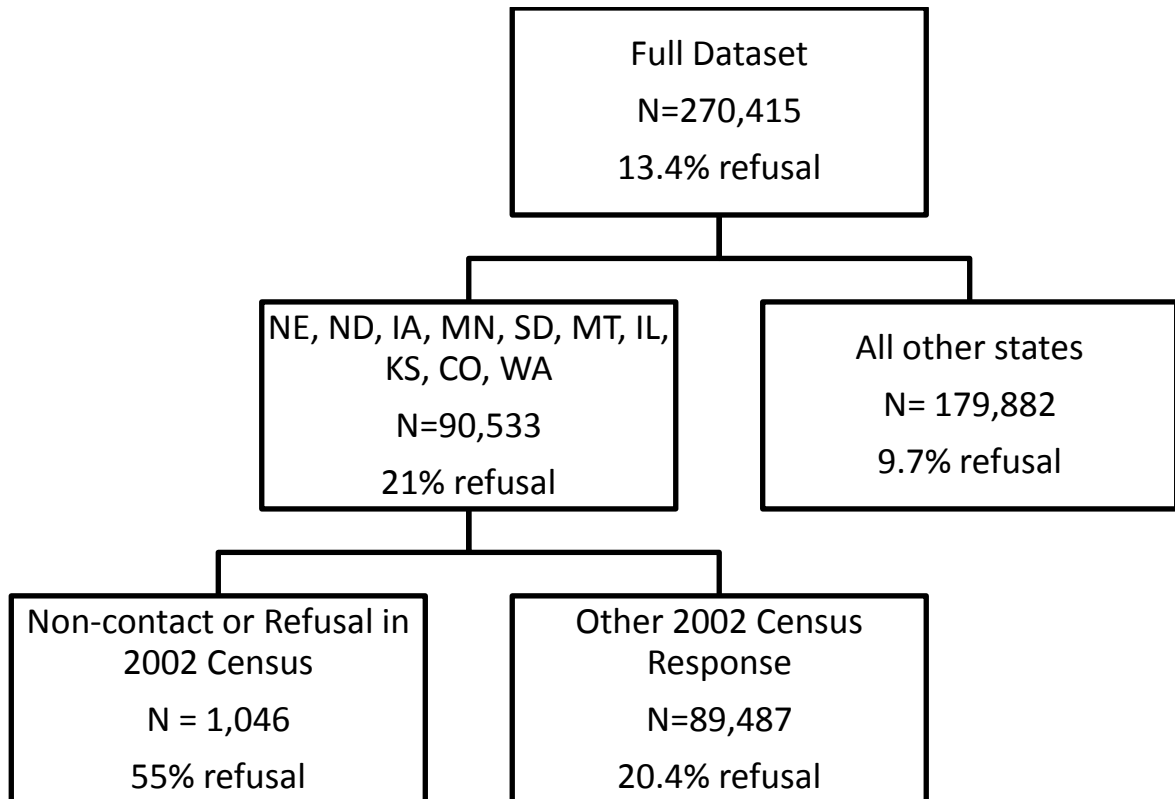 Full Dataset
N=270,415
13.4% refusal
NE, ND, IA, MN, SD, MT, IL,
KS, CO, WA
N=90,533
21% refusal
All other states
N= 179,882
9.7% refusal
Non-contact or Refusal in
2002 Census
N = 1,046
55% refusal
Other 2002 Census
Response
N=89,487
20.4% refusal